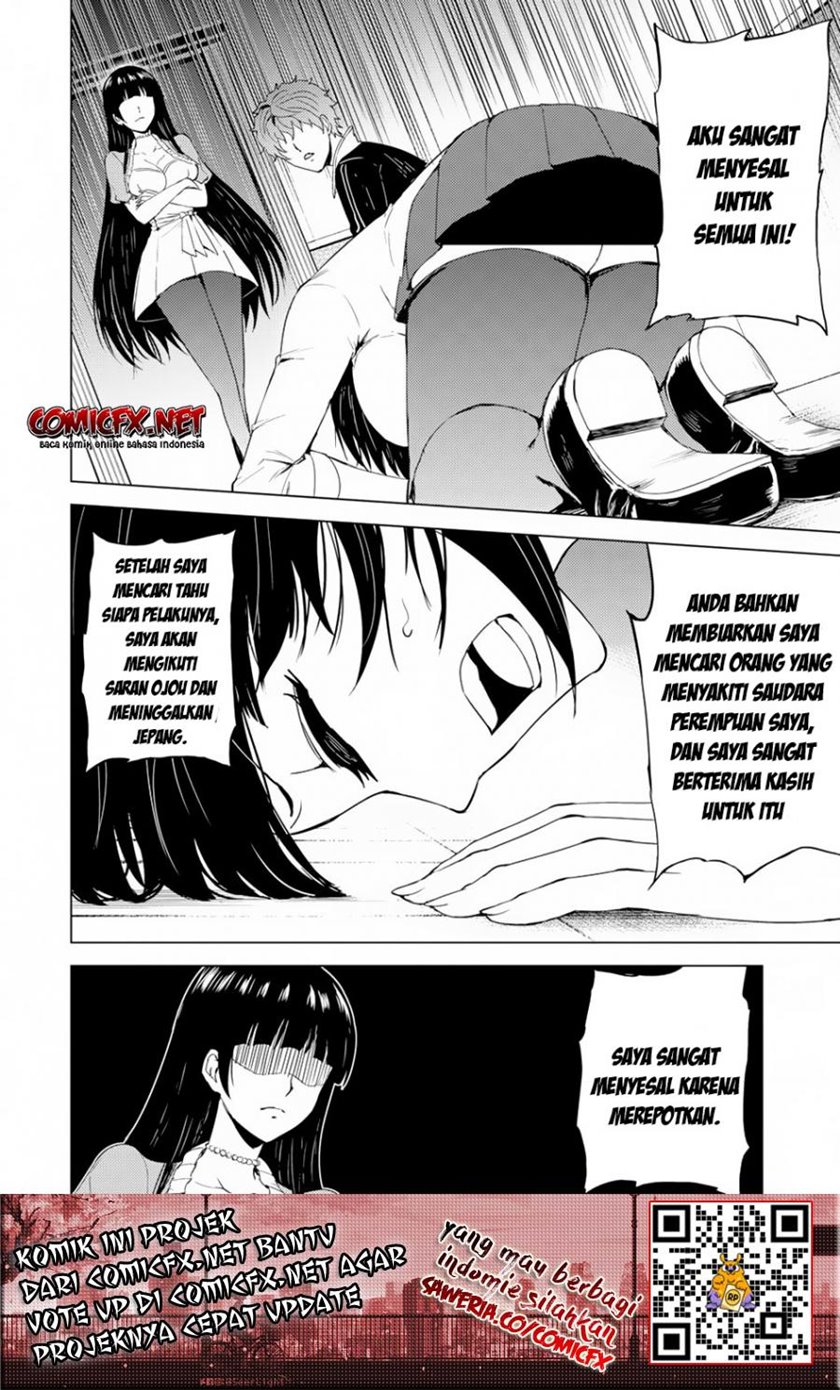 AKU SANGAT
MENYESAL
UNTUK
SEMUA INI!
COMICFX.NET
Baca komik online Bahasa Indonesia
ANDA BAHKAN
MEMBIARKAN SAYA
MENCARI ORANG YANG
MENYAKITI SAUDARA
PEREMPUAN SAYA,
DAN SAYA SANGAT
BERTERIMA KASIH
UNTUK ITU
SETELAH SAYA
MENCARI TAHU
SIAPA PELAKUNYA,
SAYA AKAN
MENGIKUTI
SARAN OJOU DAN
MENINGGALKAN
JEPANG.
SAYA SANGAT
MENYESAL KARENA
MEREPOTKAN.
KOMIK INI PROJEK
DARI COMICFX.NET BANTU
VOTE UP DI COMICFX.NET AGAR
PROJEKNYA CEPAT UPDATE
yang mau berbagi
indomie silahkan
SAWERIA.CO/COMICFX
RP